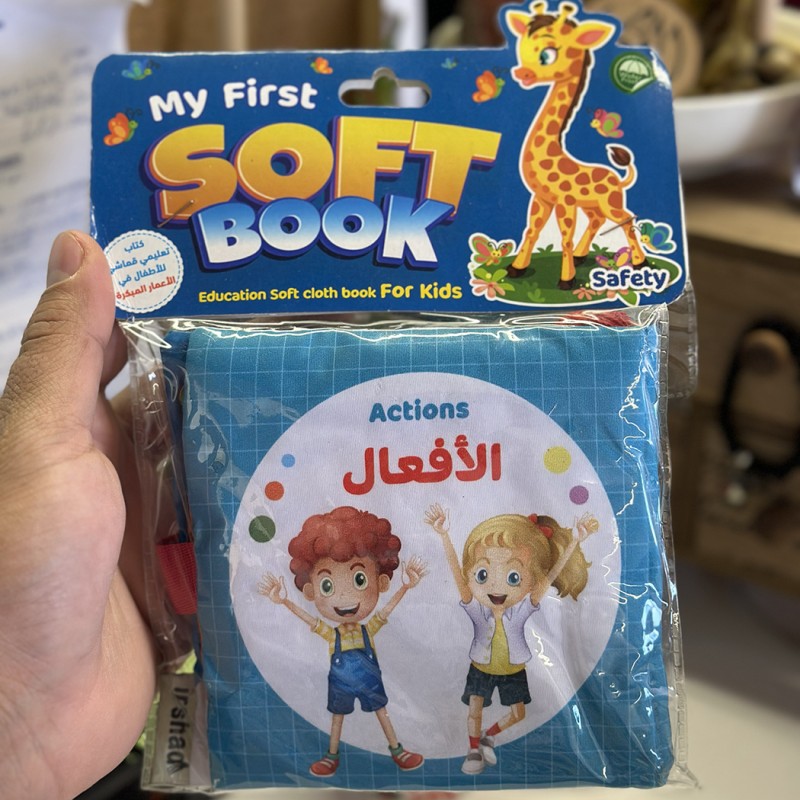 My First
SOFT
BOOK
كتاب
تعليمي قماشي
للأطفال في
الأعمار المبكرة
Education Soft cloth book For Kids
Safety
Actions
الأفعال
irshad